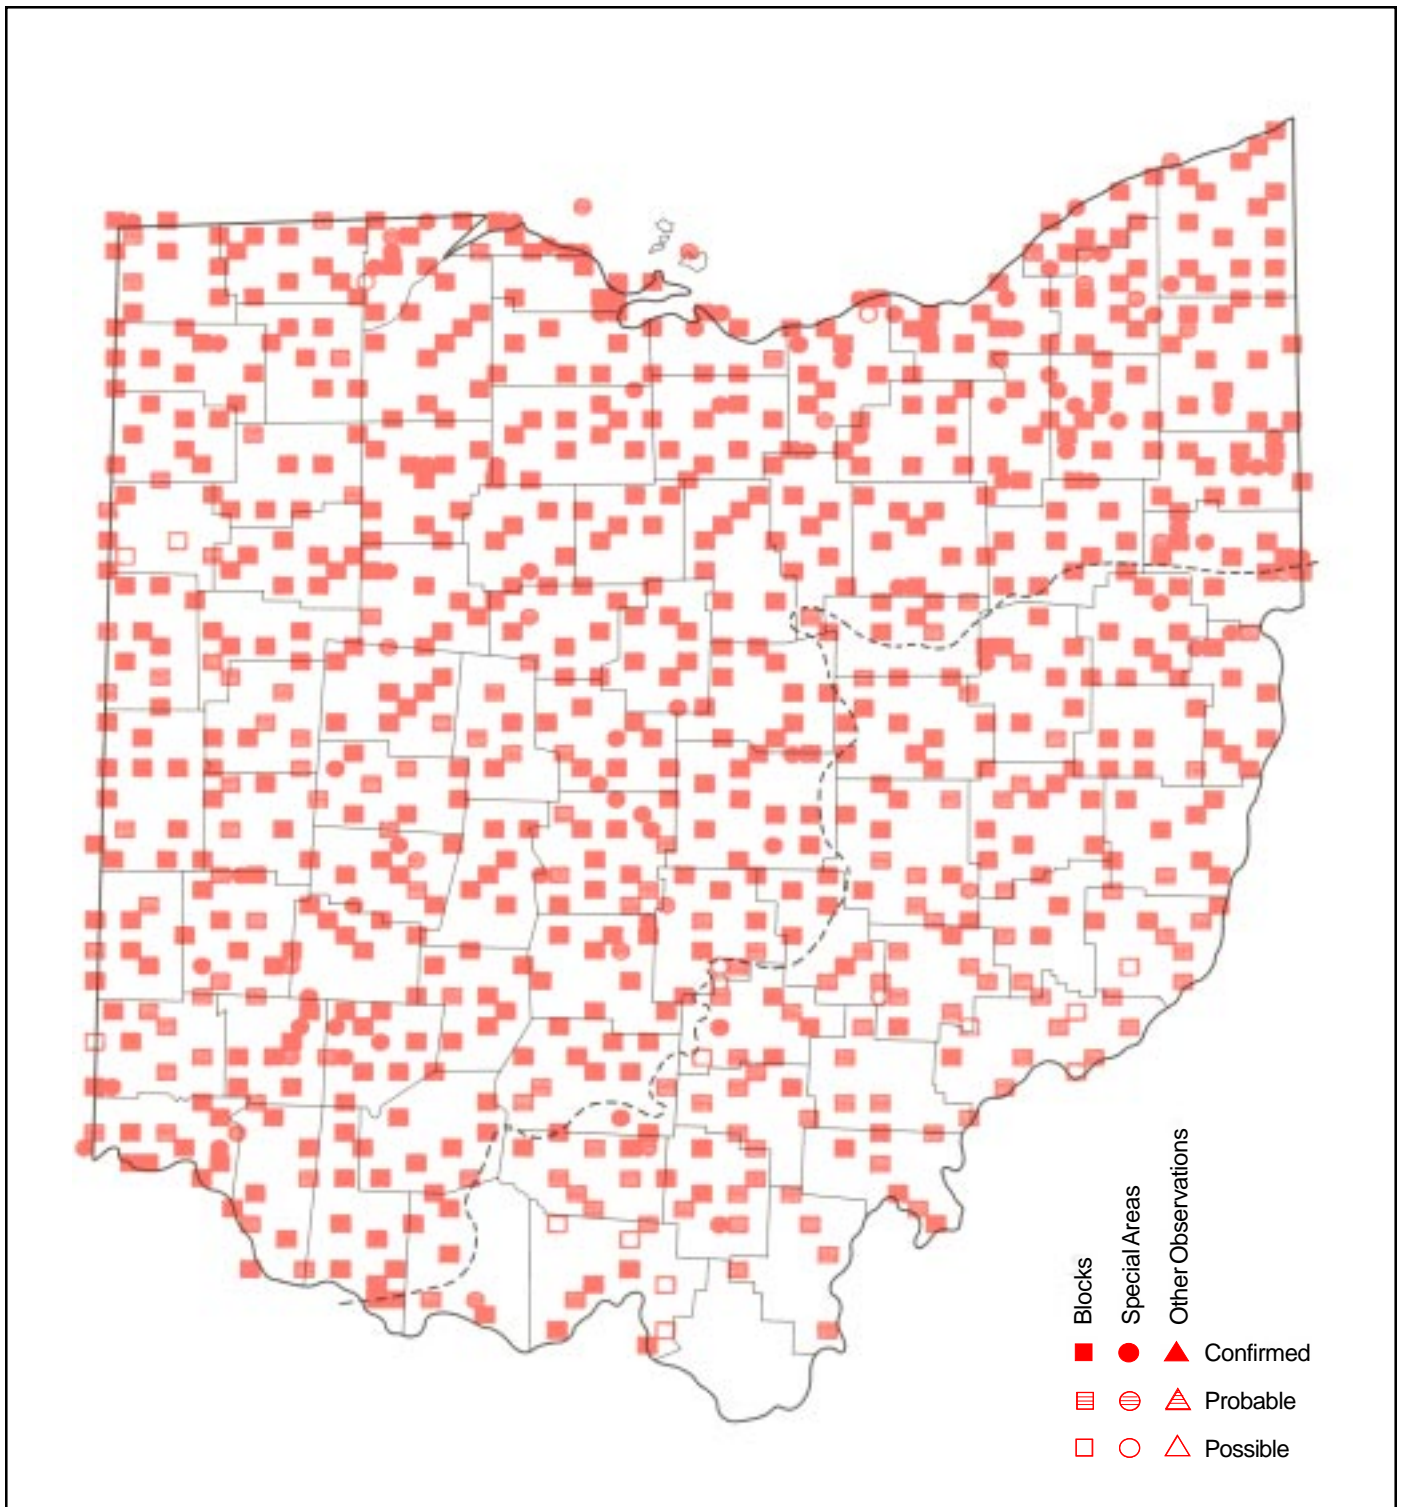 Blocks
Special Areas
Other Observations
Confirmed
Probable
Possible